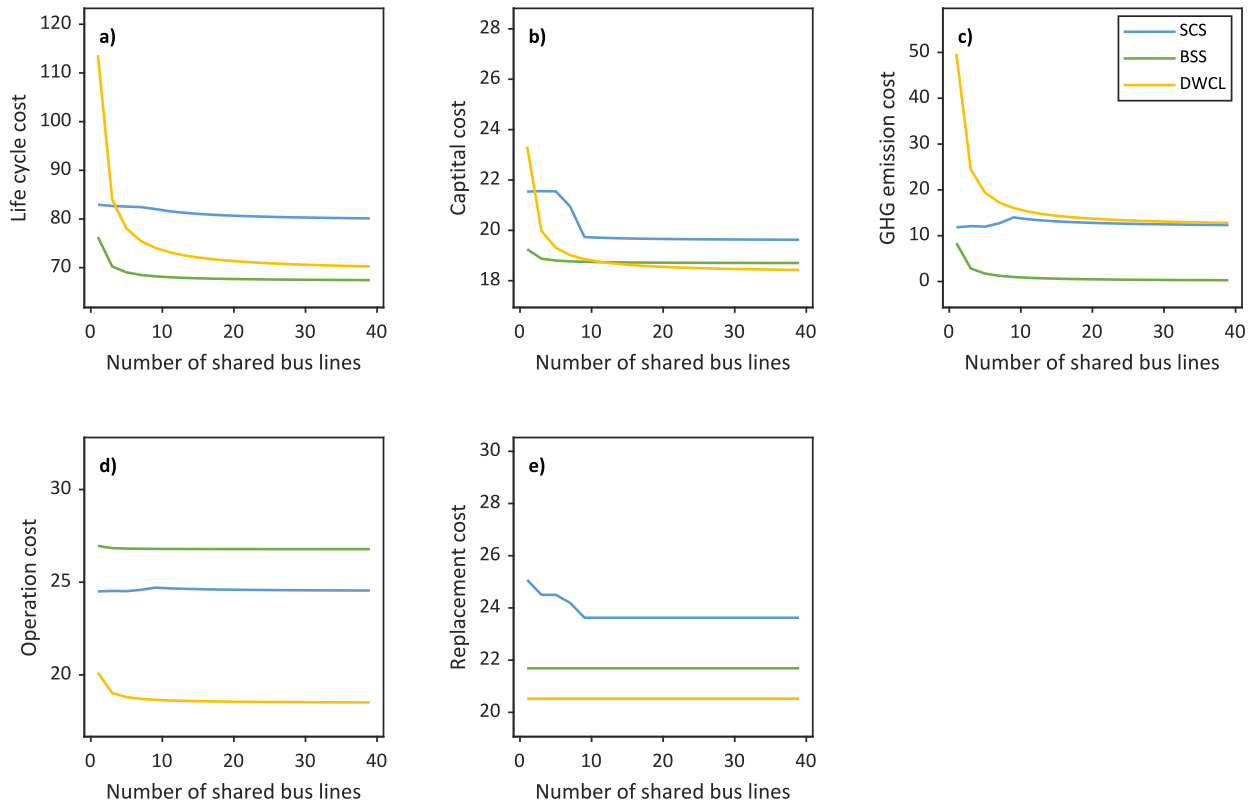 a)
Life cycle cost
120
110
100
90
80
70
0 10 20 30 40
Number of shared bus lines
b)
Captital cost
28
26
24
22
20
18
0 10 20 30 40
Number of shared bus lines
c)
GHG emission cost
50
40
30
20
10
0
0 10 20 30 40
Number of shared bus lines
SCS
BSS
DWCL
d)
Operation cost
30
25
20
0 10 20 30 40
Number of shared bus lines
e)
Replacement cost
30
28
26
24
22
20
0 10 20 30 40
Number of shared bus lines